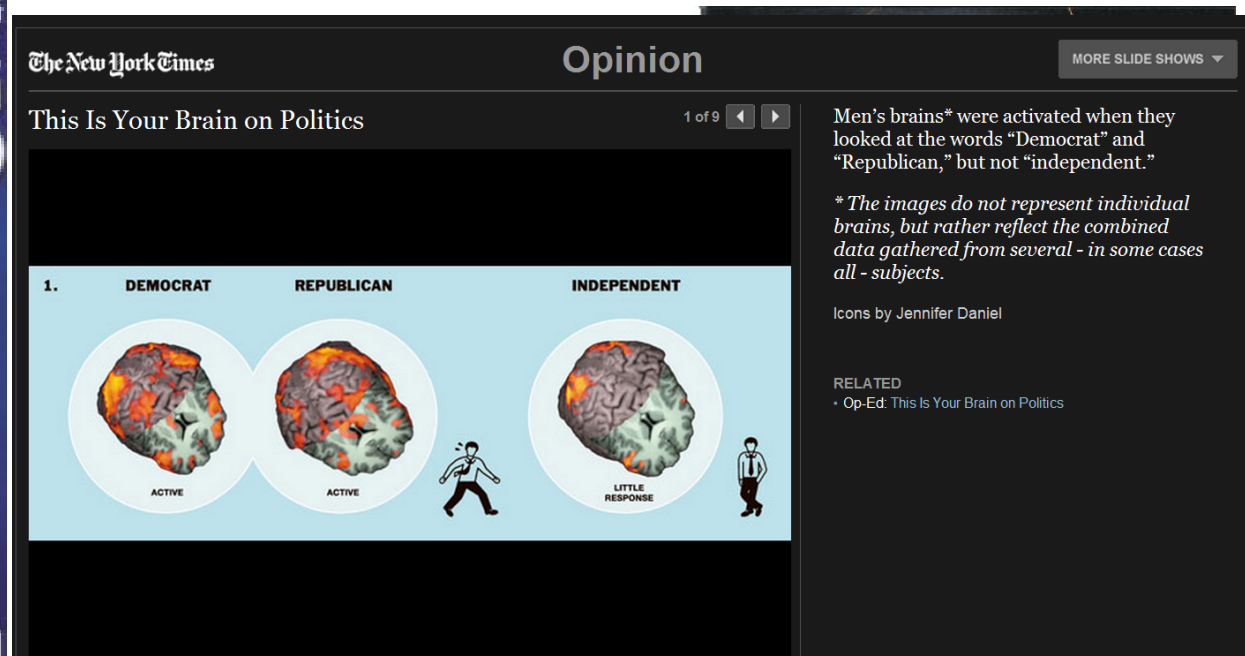 The New York Times
Opinion
MORE SLIDE SHOWS
This Is Your Brain on Politics
1 of 9
1.
DEMOCRAT
REPUBLICAN
INDEPENDENT
ACTIVE
ACTIVE
LITTLE
RESPONSE
Men’s brains* were activated when they
looked at the words “Democrat” and
“Republican,” but not “independent.”
* The images do not represent individual
brains, but rather reflect the combined
data gathered from several - in some cases
all - subjects.
Icons by Jennifer Daniel
RELATED
• Op-Ed: This Is Your Brain on Politics